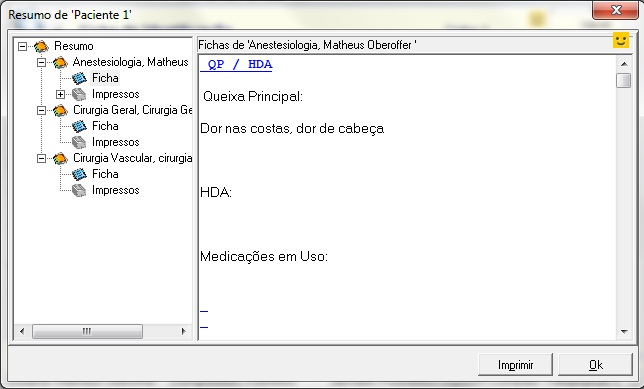 Resumo de 'Paciente 1'
Resumo
Anestesiologia, Matheus
Ficha
Impressos
Cirurgia Geral, Cirurgia Ge
Ficha
Impressos
Cirurgia Vascular, cirurgia
Ficha
Impressos
Fichas de 'Anestesiologia, Matheus Oberoffer '
QP / HDA
Queixa Principal:
Dor nas costas, dor de cabeça
HDA:
Medicações em Uso:
Imprimir
Ok